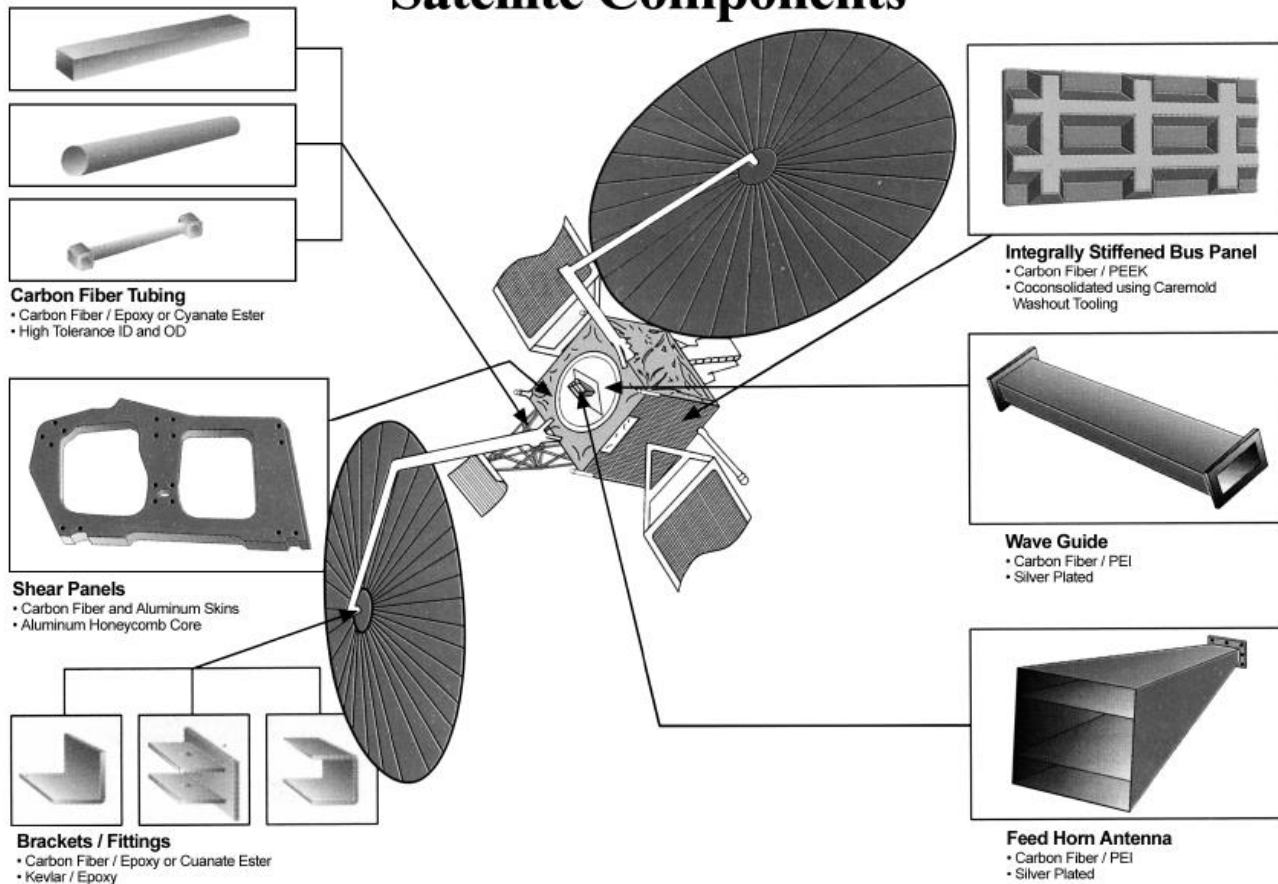 Satellite Components
Carbon Fiber Tubing
• Carbon Fiber / Epoxy or Cyanate Ester
• High Tolerance ID and OD
Shear Panels
• Carbon Fiber and Aluminum Skins
• Aluminum Honeycomb Core
Brackets / Fittings
• Carbon Fiber / Epoxy or Cuanate Ester
• Kevlar / Epoxy
Integrally Stiffened Bus Panel
• Carbon Fiber / PEEK
• Coconsolidated using Caremold
Washout Tooling
Wave Guide
• Carbon Fiber / PEI
• Silver Plated
Feed Horn Antenna
• Carbon Fiber / PEI
• Silver Plated